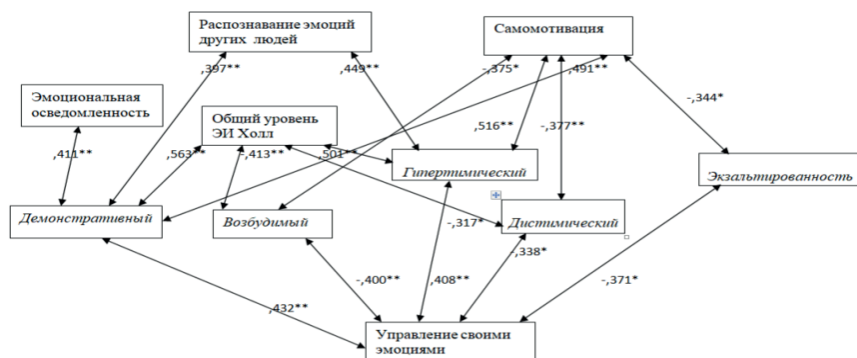 Распознавание эмоций
других людей
Самомотивация
,397**
,449**
-,375*
,491**
-,344*
Эмоциональная
осведомленность
Общий уровень
ЭИ Холл
,516**
-,377**
,411**
,563**
-,413**
,501**
Гипертимический
Экзальтированность
Демонстративный
Возбудимый
-,317*
Дистимический
-,338*
-,400**
,408**
-,371*
,432**
Управление своими
эмоциями